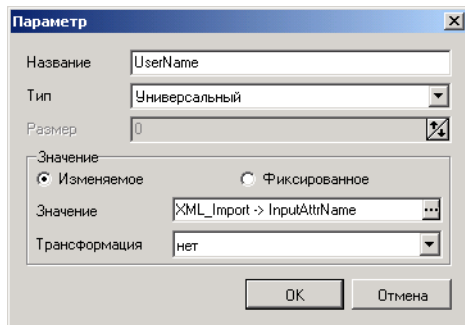 Параметр
Название UserName
Тип Универсальный
Размер 0
Значение
Изменяемое Фиксированное
Значение XML_Import -> InputAttrName ...
Трансформация нет
OK Отмена